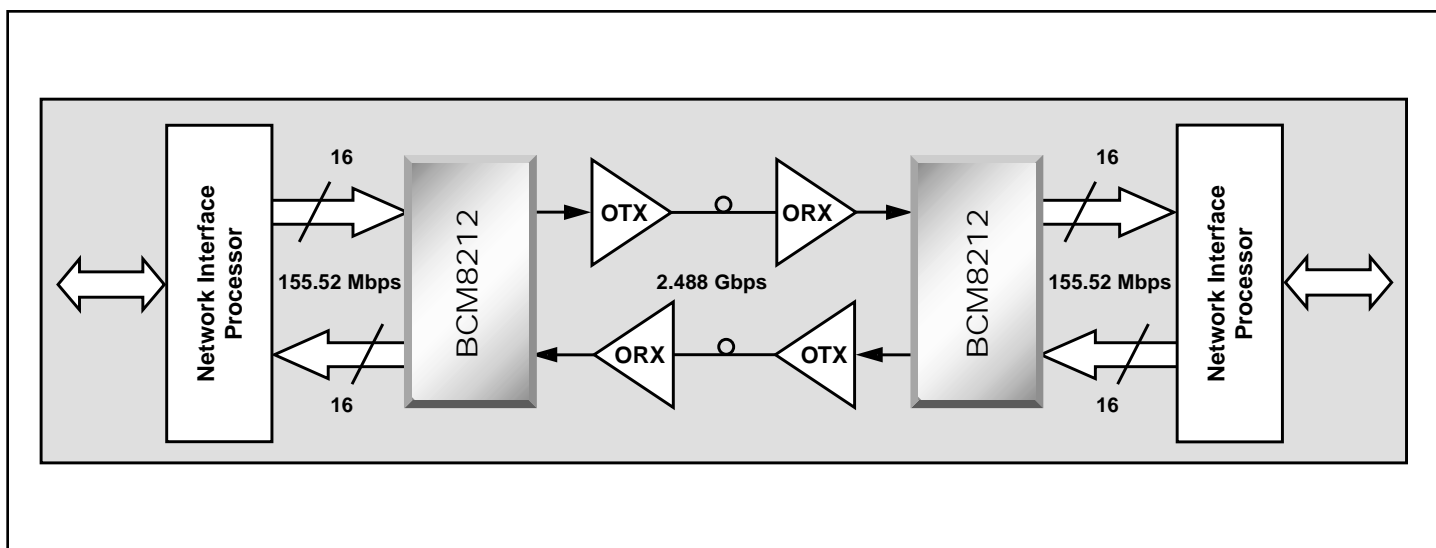 Network Interface
Processor
16
155.52 Mbps
16
BCM8212
OTX
ORX
2.488 Gbps
ORX
OTX
BCM8212
16
155.52 Mbps
16
Network Interface
Processor